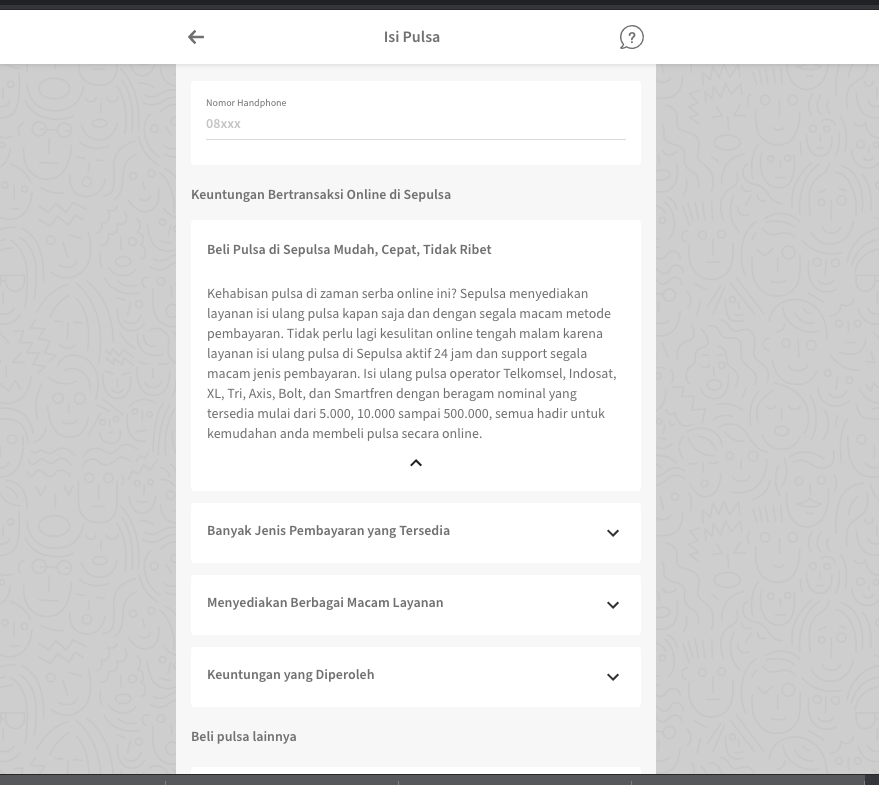 Isi Pulsa
?
Nomor Handphone
08xxx
Keuntungan Bertransaksi Online di Sepulsa
Beli Pulsa di Sepulsa Mudah, Cepat, Tidak Ribet
Kehabisan pulsa di zaman serba online ini? Sepulsa menyediakan
layanan isi ulang pulsa kapan saja dan dengan segala macam metode
pembayaran. Tidak perlu lagi kesulitan online tengah malam karena
layanan isi ulang pulsa di Sepulsa aktif 24 jam dan support segala
macam jenis pembayaran. Isi ulang pulsa operator Telkomsel, Indosat,
XL, Tri, Axis, Bolt, dan Smartfren dengan beragam nominal yang
tersedia mulai dari 5.000, 10.000 sampai 500.000, semua hadir untuk
kemudahan anda membeli pulsa secara online.
Banyak Jenis Pembayaran yang Tersedia
Menyediakan Berbagai Macam Layanan
Keuntungan yang Diperoleh
Beli pulsa lainnya